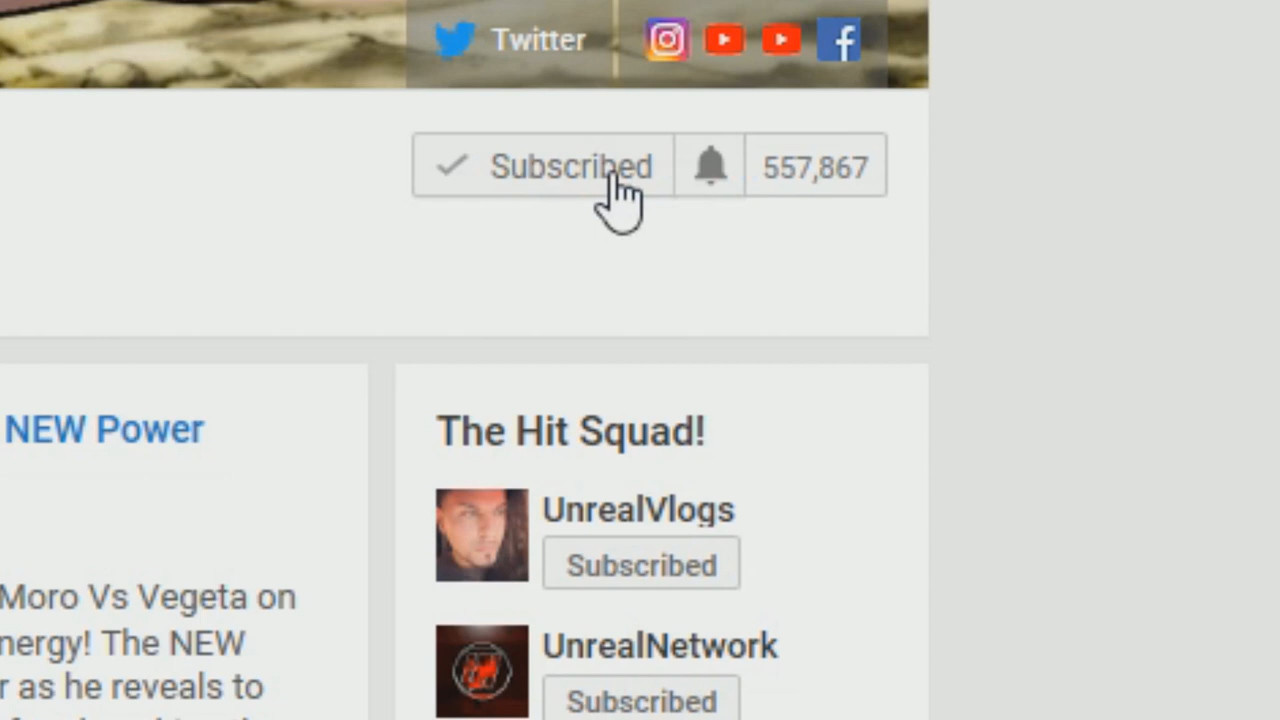 Twitter
Subscribed 557,867
NEW Power
The Hit Squad!
UnrealVlogs
Subscribed
Moro Vs Vegeta on
nergy! The NEW
UnrealNetwork
r as he reveals to
Subscribed